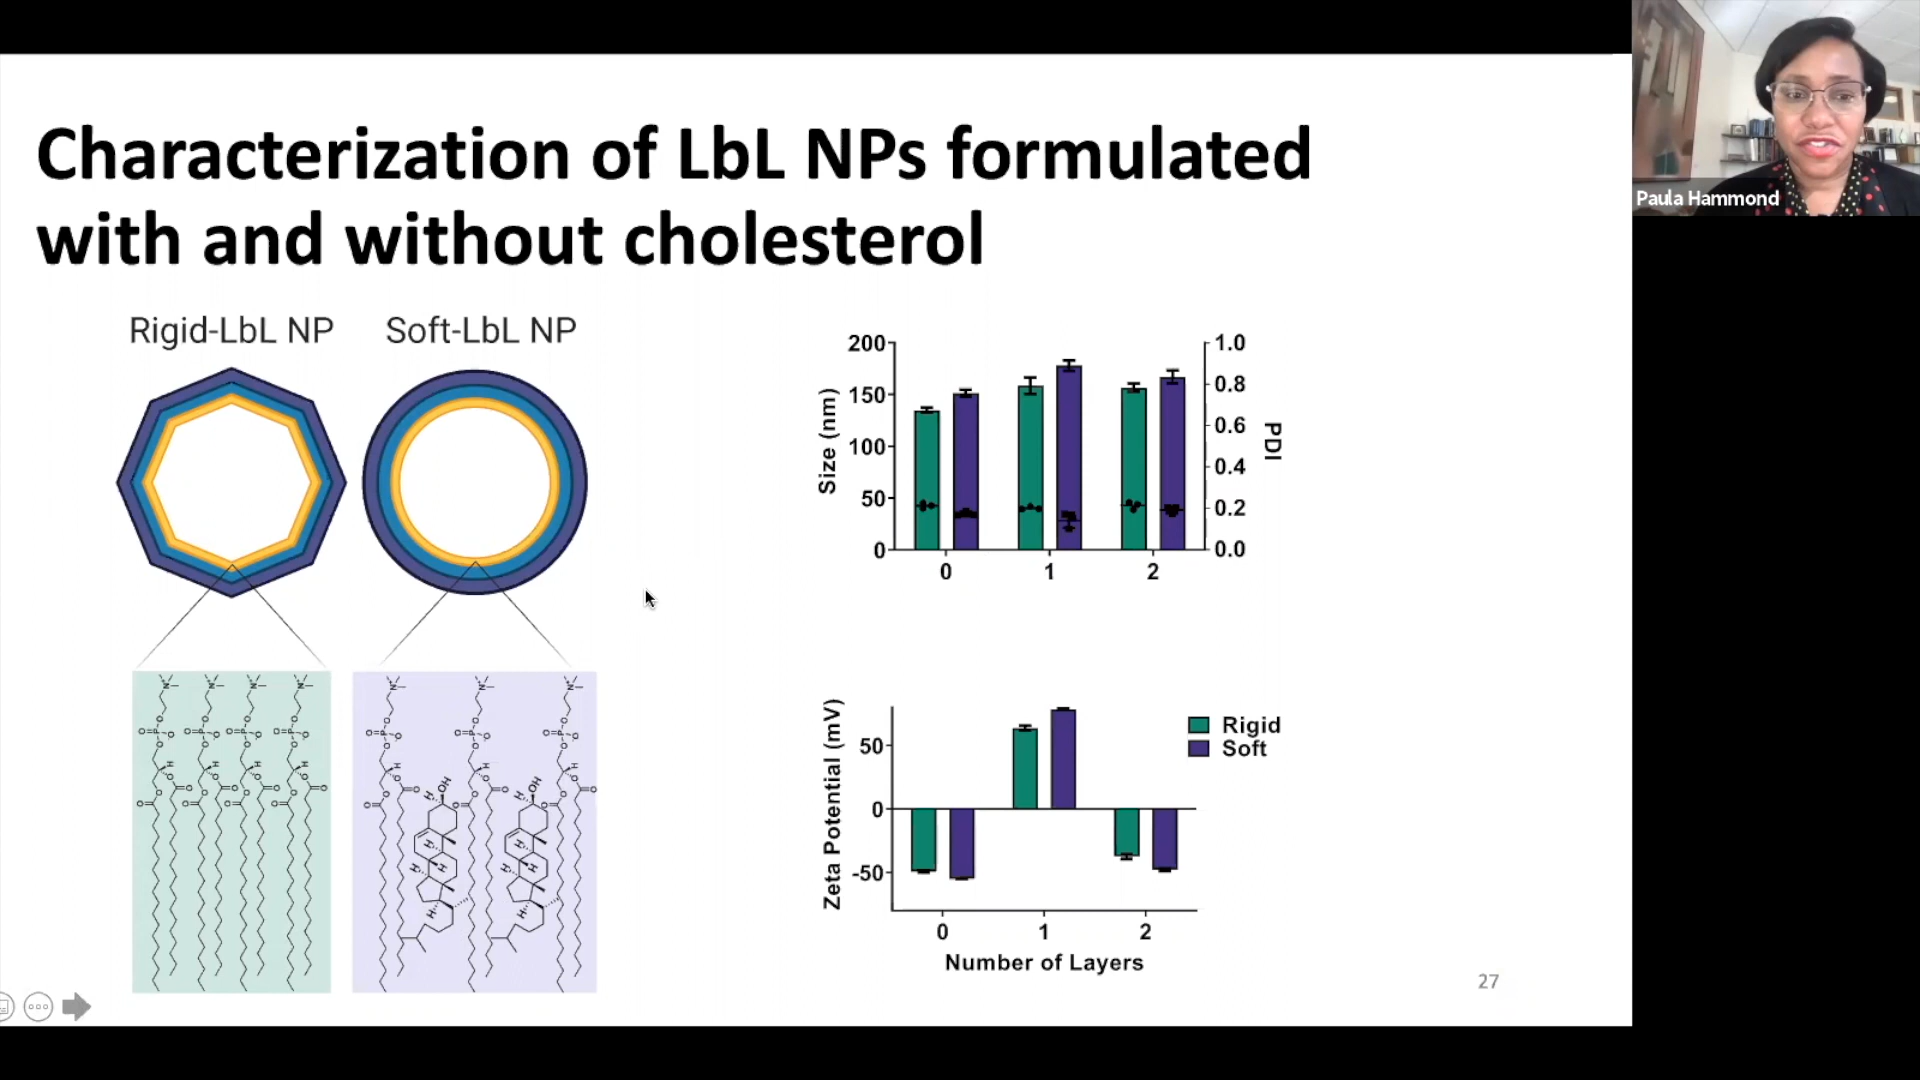 Characterization of LbL NPs formulated
with and without cholesterol
Rigid-LbL NP
Soft-LbL NP
200
150
100
50
0
Size (nm)
1.0
0.8
0.6
0.4
0.2
0.0
PDI
0 1 2
50
0
-50
Zeta Potential (mV)
Rigid
Soft
0 1 2
Number of Layers
27
Paula Hammond